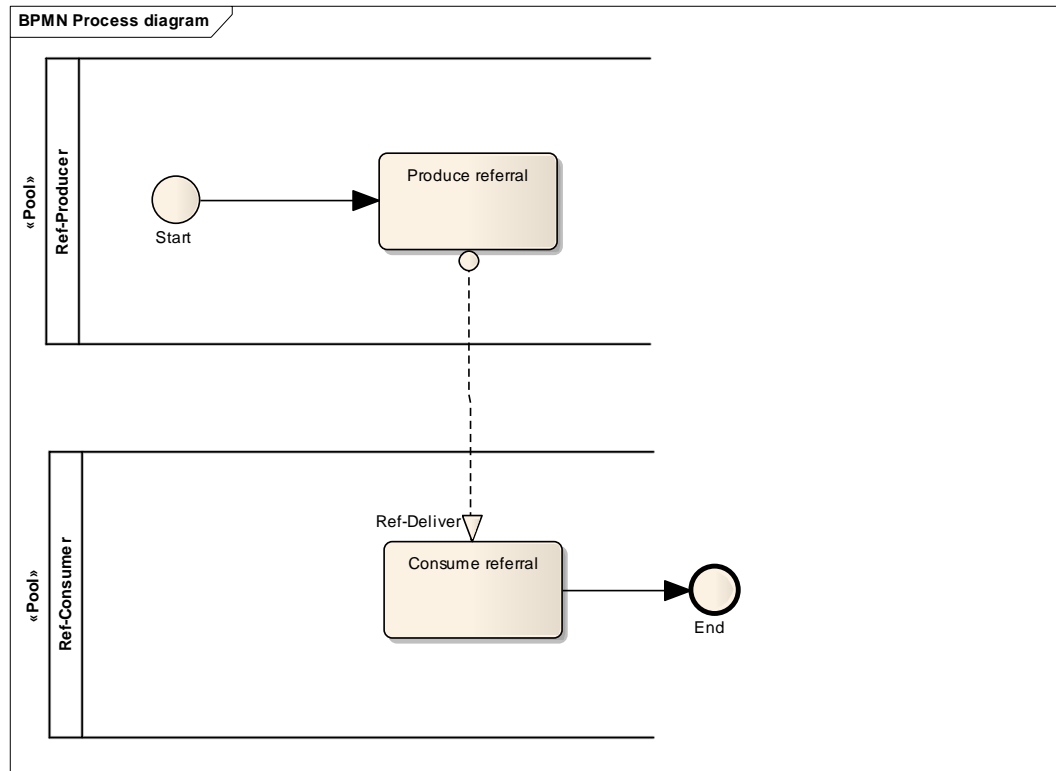 BPMN Process diagram
«Pool»
Ref-Producer
Start
Produce referral
«Pool»
Ref-Consumer
Ref-Deliver
Consume referral
End